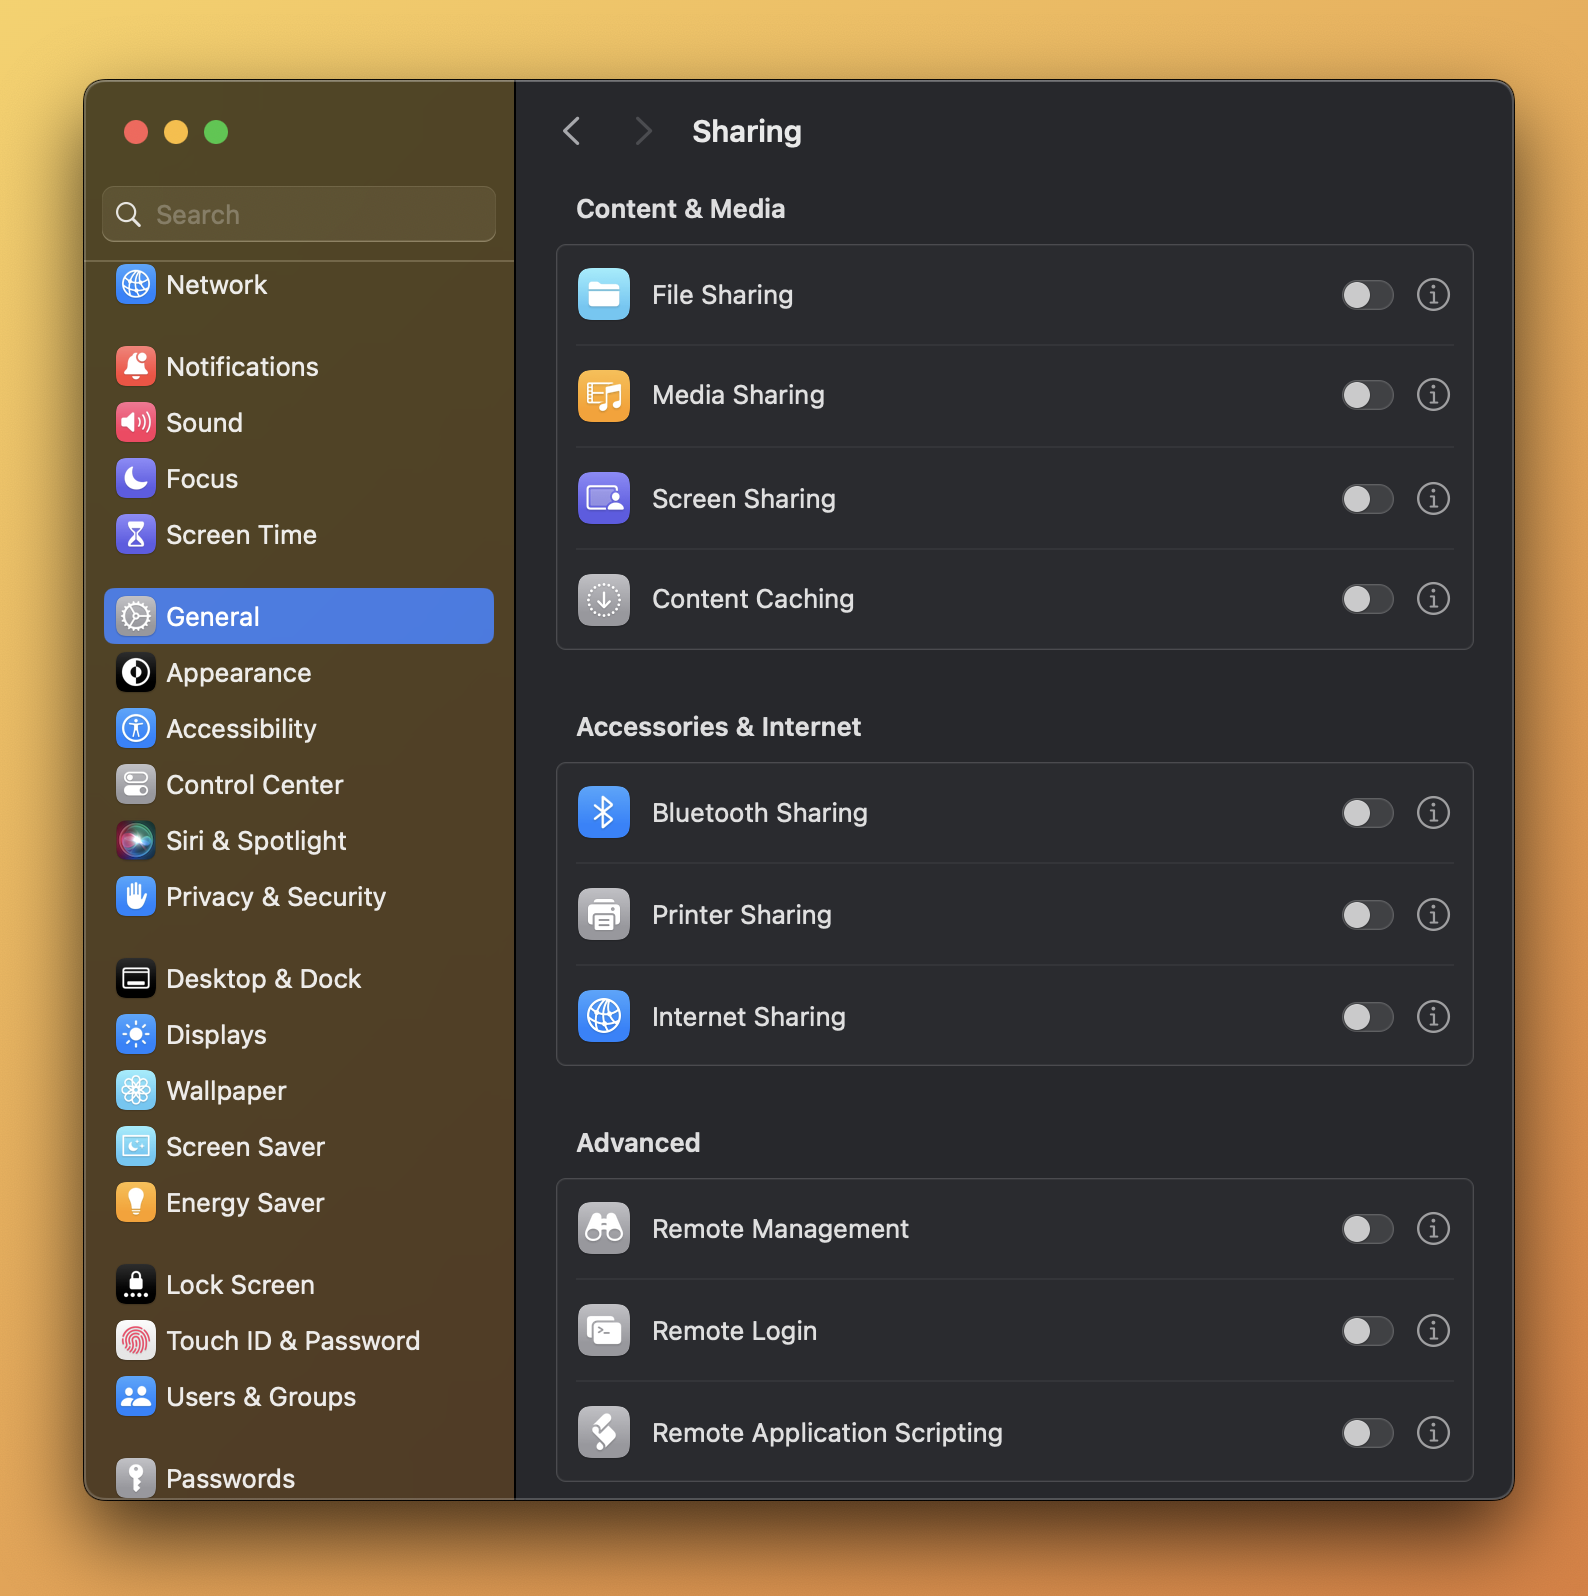 Search
Network
Notifications
Sound
Focus
Screen Time
General
Appearance
Accessibility
Control Center
Siri & Spotlight
Privacy & Security
Desktop & Dock
Displays
Wallpaper
Screen Saver
Energy Saver
Lock Screen
Touch ID & Password
Users & Groups
Passwords
Sharing
Content & Media
File Sharing
Media Sharing
Screen Sharing
Content Caching
Accessories & Internet
Bluetooth Sharing
Printer Sharing
Internet Sharing
Advanced
Remote Management
Remote Login
Remote Application Scripting